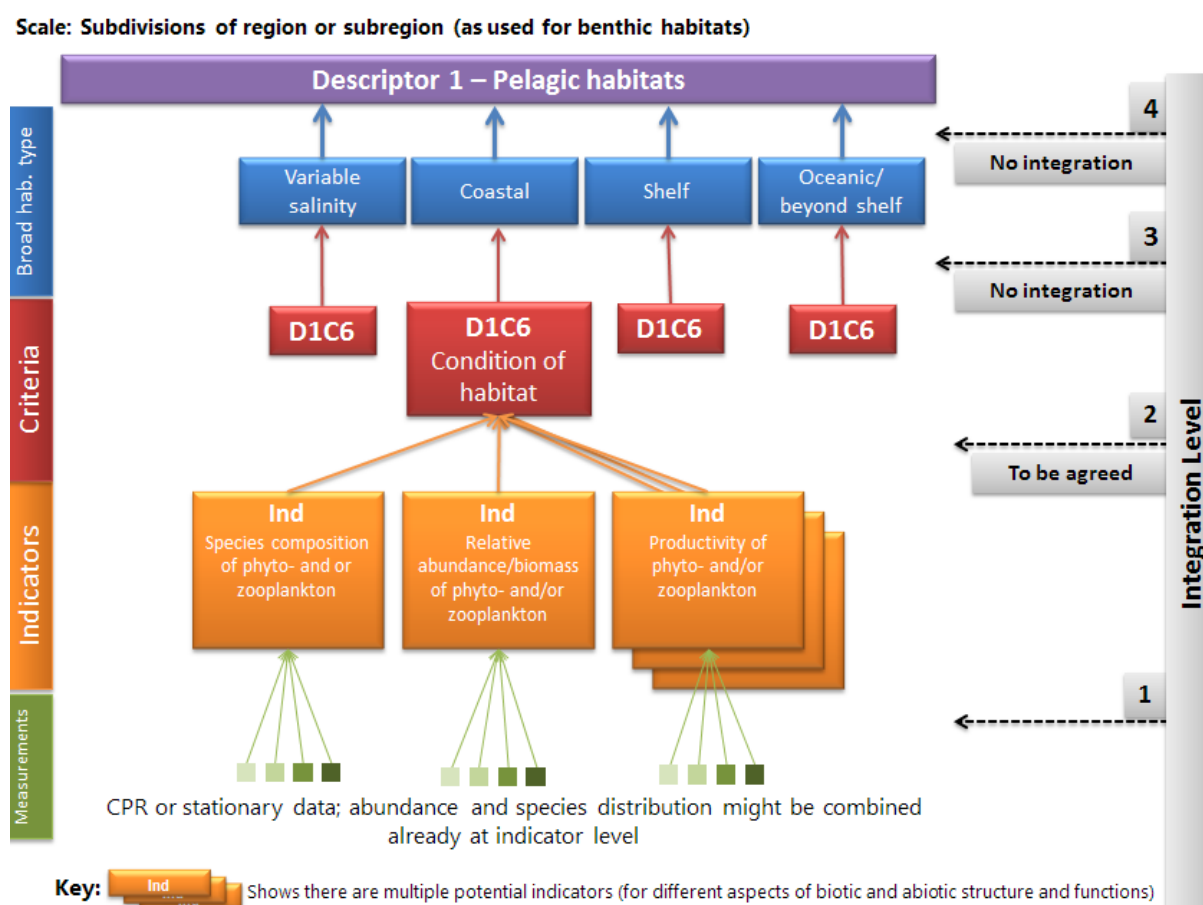 Scale: Subdivisions of region or subregion (as used for benthic habitats)
Descriptor 1 – Pelagic habitats
Broad hab. type
Variable
salinity
Coastal
Shelf
Oceanic/
beyond shelf
4
No integration
3
No integration
Criteria
D1C6
D1C6
Condition of
habitat
D1C6
D1C6
2
To be agreed
Integration Level
Indicators
Ind
Species composition
of phyto- and or
zooplankton
Ind
Relative
abundance/biomass
of phyto- and/or
zooplankton
Ind
Productivity of
phyto- and/or
zooplankton
1
Measurements
CPR or stationary data; abundance and species distribution might be combined
already at indicator level
Key:
Ind
Shows there are multiple potential indicators (for different aspects of biotic and abiotic structure and functions)